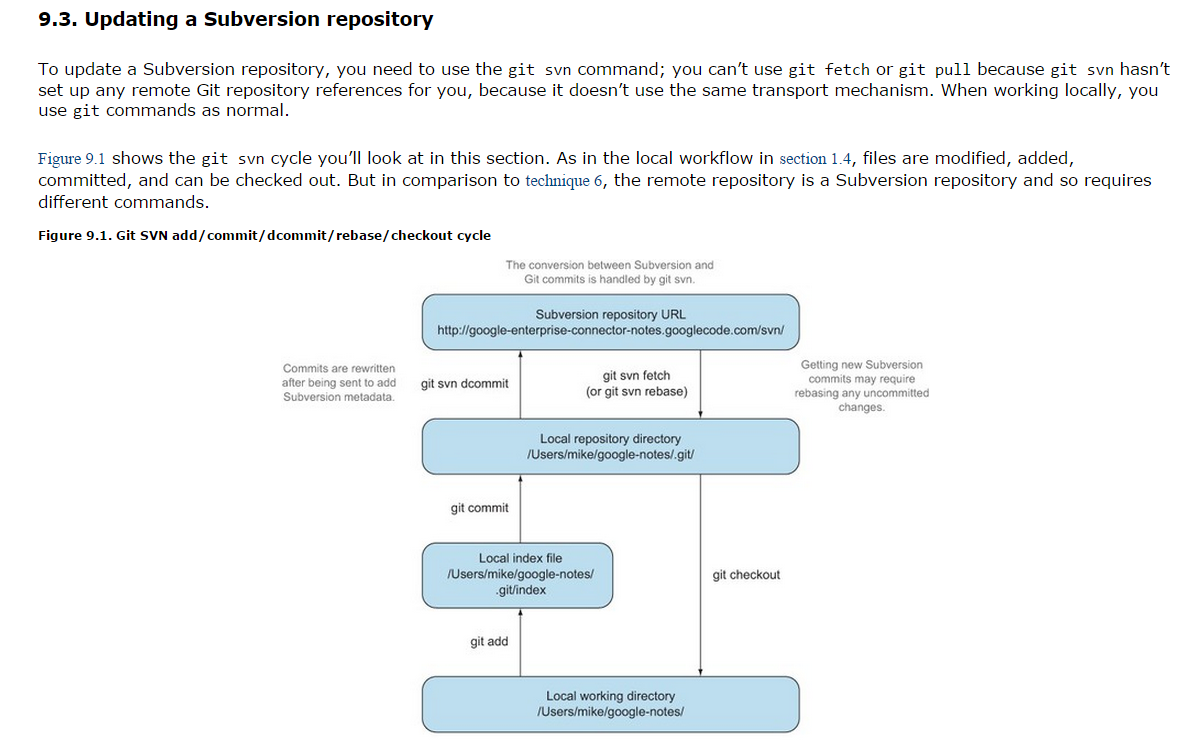 9.3. Updating a Subversion repository
To update a Subversion repository, you need to use the git svn command; you can’t use git fetch or git pull because git svn hasn’t
set up any remote Git repository references for you, because it doesn’t use the same transport mechanism. When working locally, you
use git commands as normal.
Figure 9.1 shows the git svn cycle you’ll look at in this section. As in the local workflow in section 1.4, files are modified, added,
committed, and can be checked out. But in comparison to technique 6, the remote repository is a Subversion repository and so requires
different commands.
Figure 9.1. Git SVN add/commit/dcommit/rebase/checkout cycle
The conversion between Subversion and
Git commits is handled by git svn.
Subversion repository URL
http://google-enterprise-connector-notes.googlecode.com/svn/
Commits are rewritten
after being sent to add
Subversion metadata.
git svn dcommit
git svn fetch
(or git svn rebase)
Getting new Subversion
commits may require
rebasing any uncommitted
changes.
Local repository directory
/Users/mike/google-notes/.git/
git commit
Local index file
/Users/mike/google-notes/
.git/index
git checkout
git add
Local working directory
/Users/mike/google-notes/